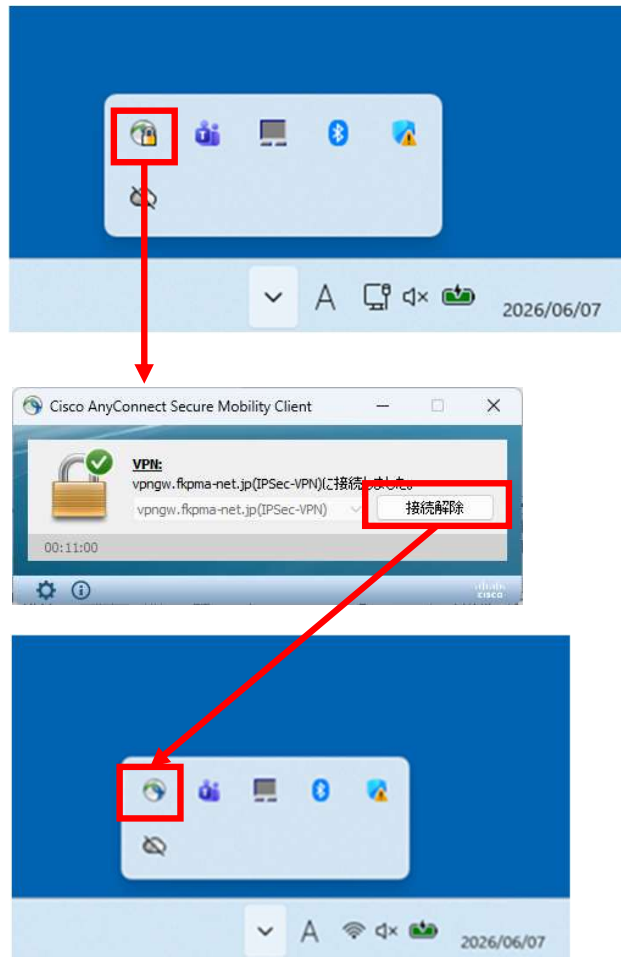 A
2026/06/07
Cisco AnyConnect Secure Mobility Client
VPN:
vpngw.fkpma-net.jp(IPSec-VPN)に接続しました。
vpngw.fkpma-net.jp(IPSec-VPN)
接続解除
00:11:00
cisco
A
2026/06/07